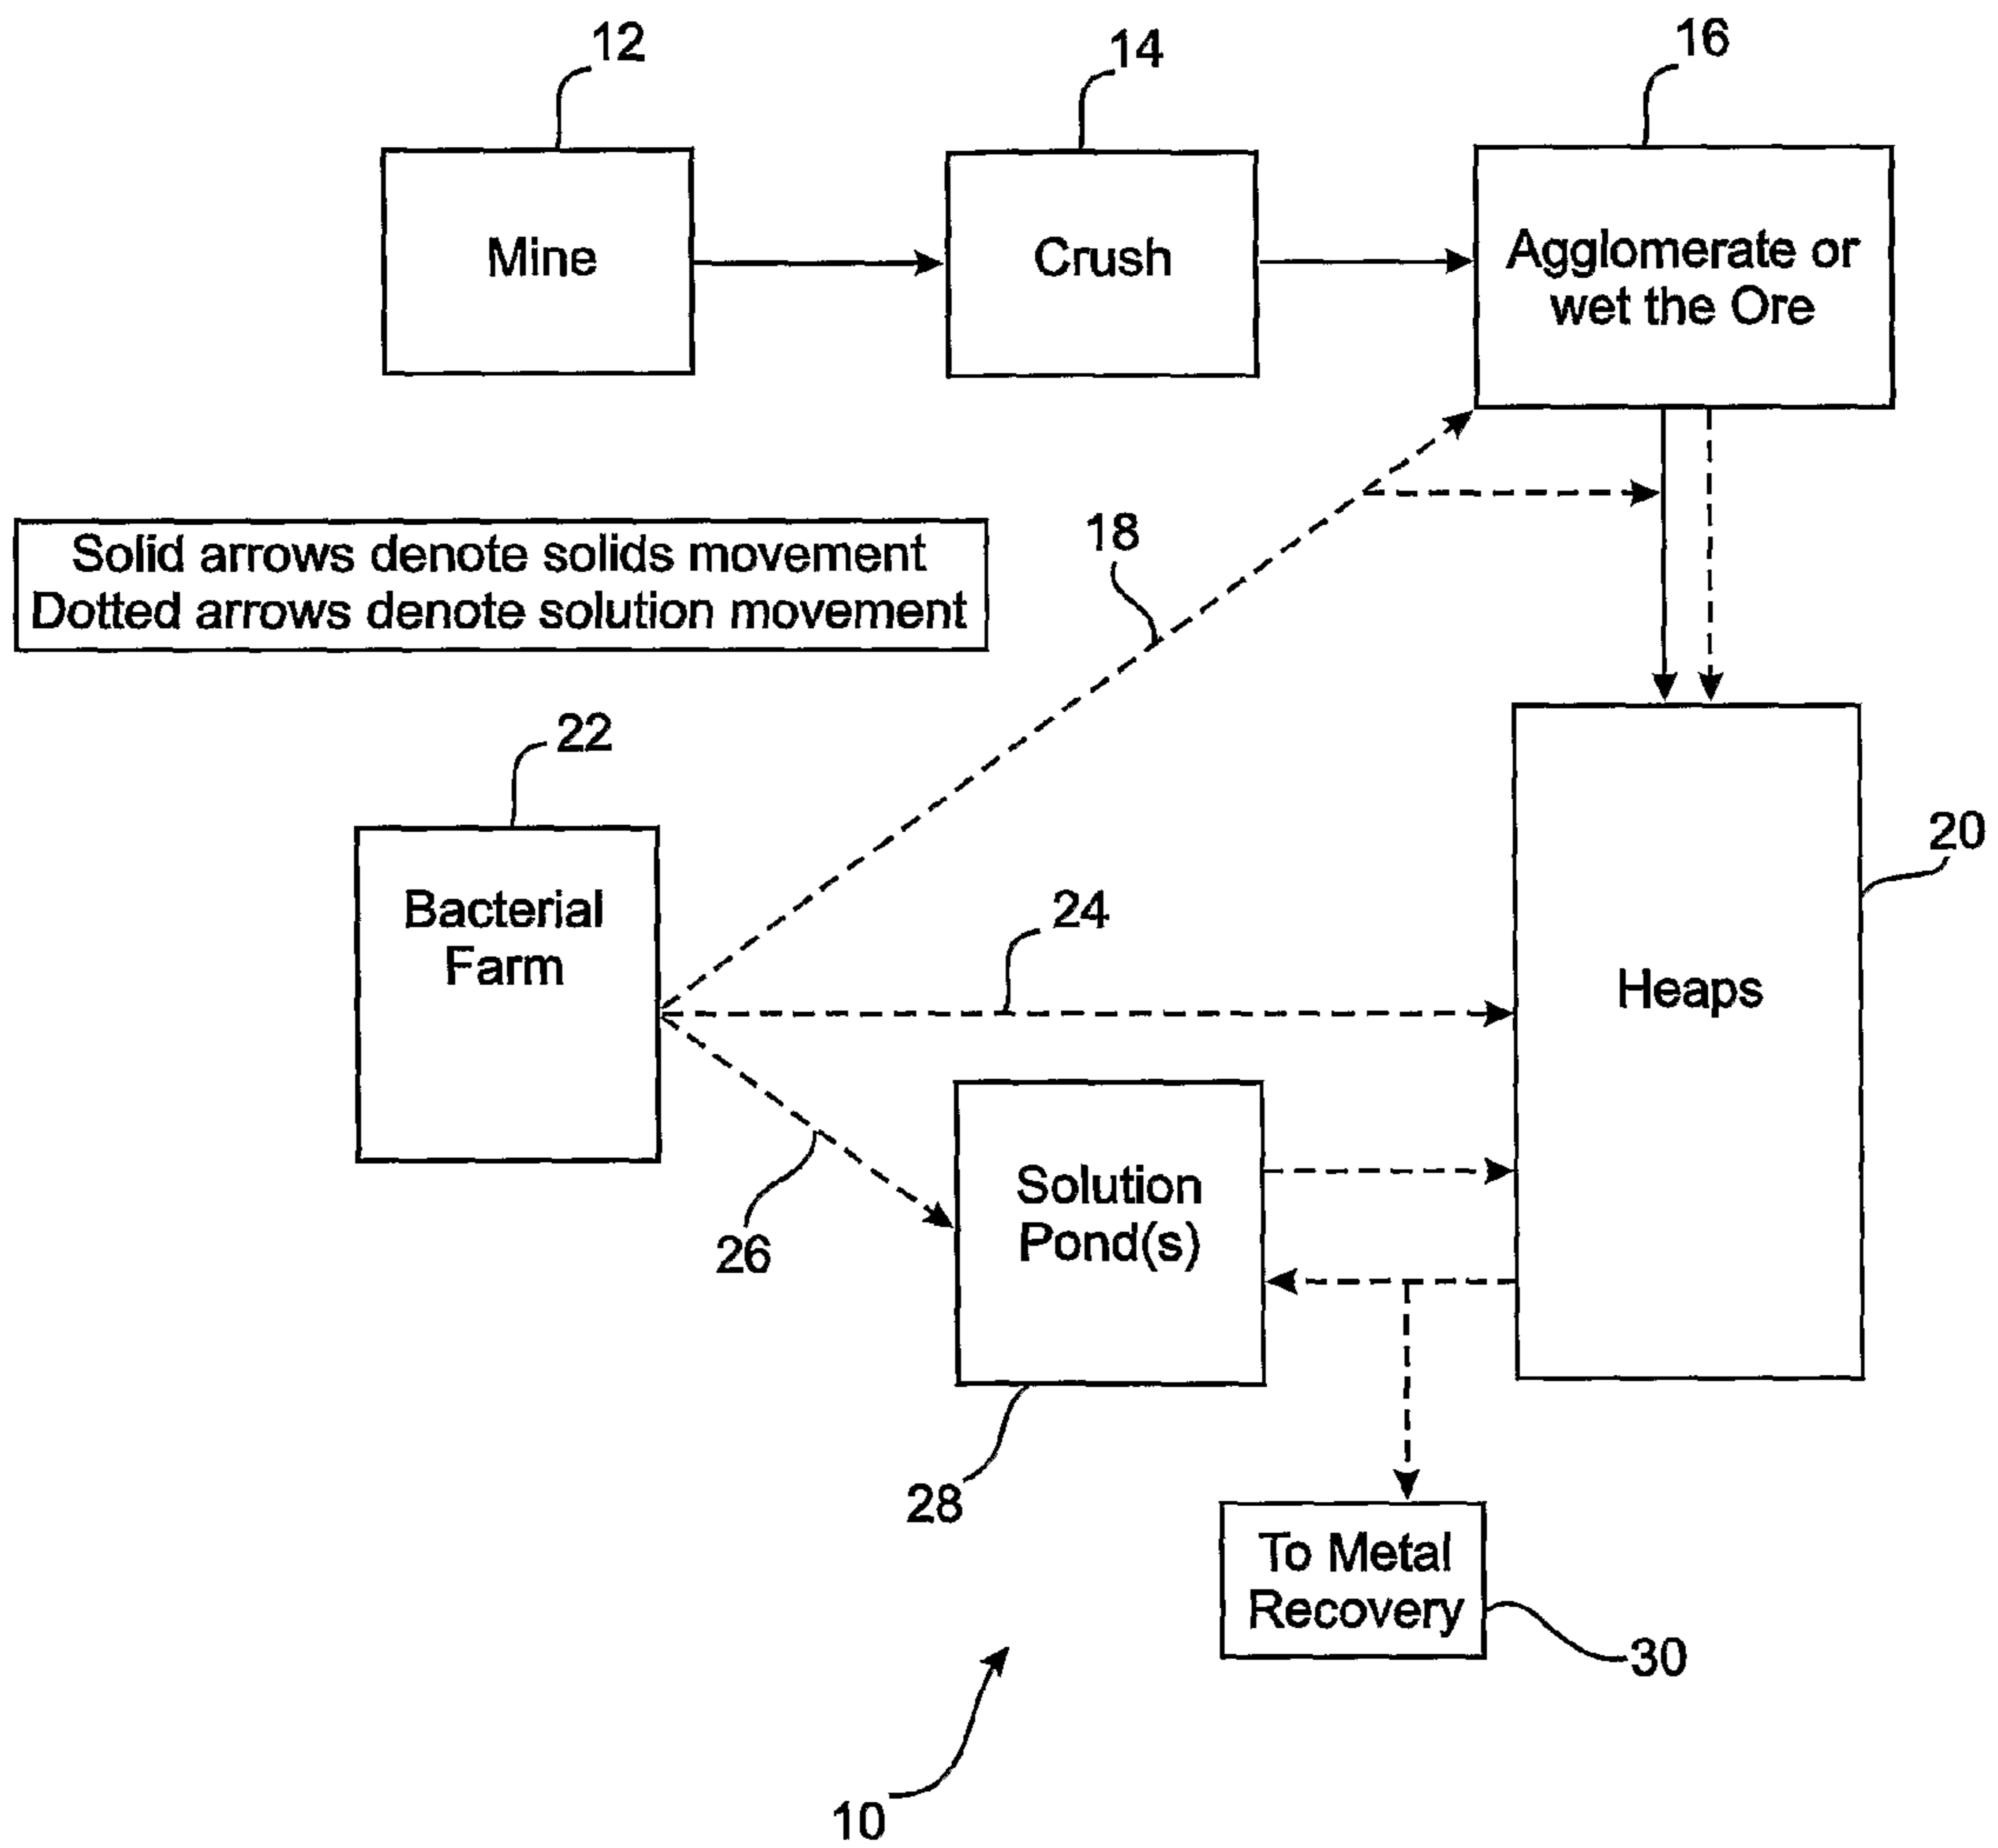 12
14
16
Mine
Crush
Agglomerate or
wet the Ore
Solid arrows denote solids movement
Dotted arrows denote solution movement
18
22
20
Bacterial
Farm
24
Heaps
26
Solution
Pond(s)
28
To Metal
Recovery
30
10